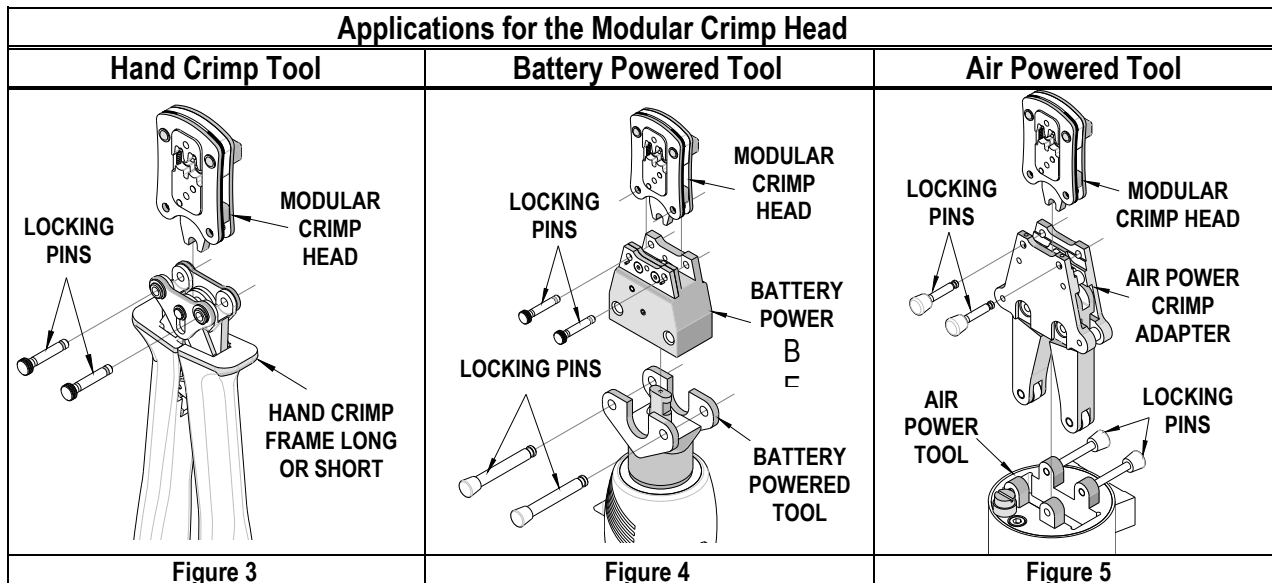 Applications for the Modular Crimp Head
Hand Crimp Tool
Battery Powered Tool
Air Powered Tool
LOCKING
PINS
MODULAR
CRIMP
HEAD
HAND CRIMP
FRAME LONG
OR SHORT
LOCKING
PINS
MODULAR
CRIMP
HEAD
BATTERY
POWER
B
LOCKING PINS
BATTERY
POWERED
TOOL
LOCKING
PINS
MODULAR
CRIMP HEAD
AIR POWER
CRIMP
ADAPTER
AIR
POWER
TOOL
LOCKING
PINS
Figure 3
Figure 4
Figure 5